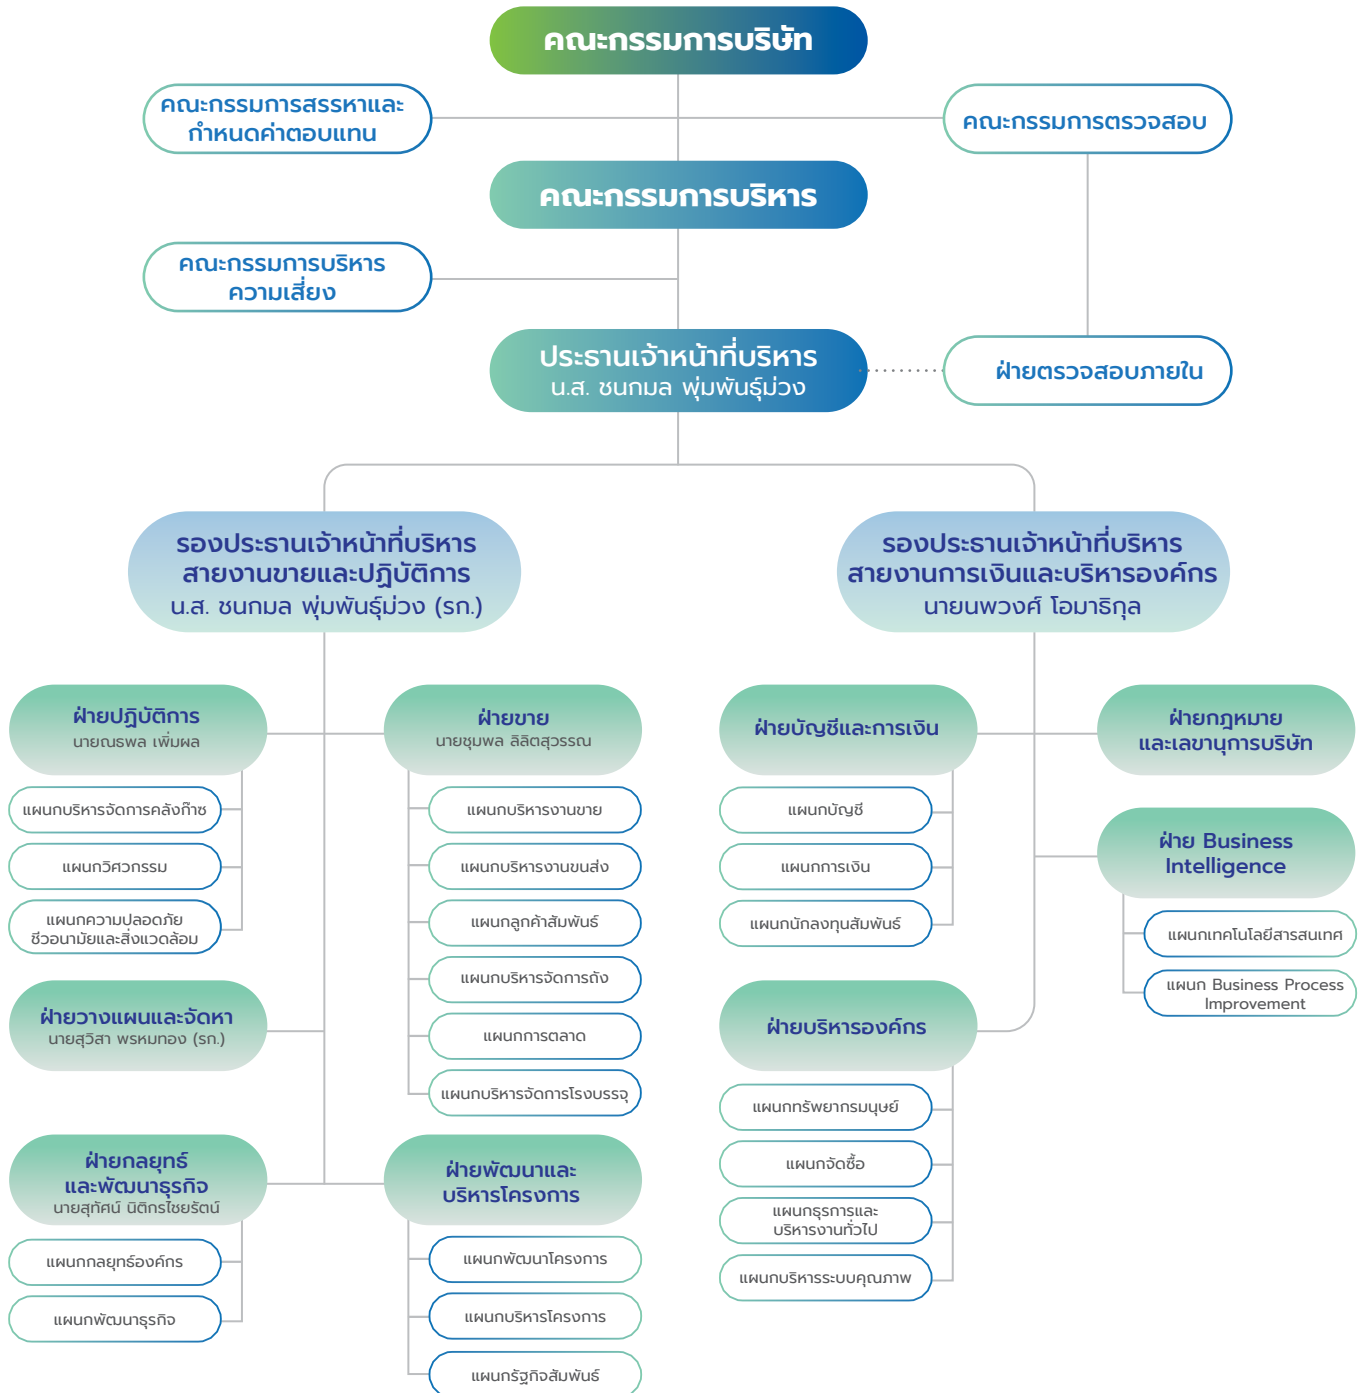 คณะกรรมการบริษัท
คณะกรรมการสรรหาและ
กำหนดค่าตอบแทน
คณะกรรมการตรวจสอบ
คณะกรรมการบริหาร
คณะกรรมการบริหาร
ความเสี่ยง
ประธานเจ้าหน้าที่บริหาร
น.ส. ชนกมล พุ่มพันธุ์ม่วง
ฝ่ายตรวจสอบภายใน
รองประธานเจ้าหน้าที่บริหาร
สายงานขายและปฏิบัติการ
น.ส. ชนกมล พุ่มพันธุ์ม่วง (รก.)
รองประธานเจ้าหน้าที่บริหาร
สายงานการเงินและบริหารองค์กร
นายนพวงศ์ โอมาธิกุล
ฝ่ายปฏิบัติการ
นายณธพล เพิ่มผล
แผนกบริหารจัดการคลังก๊าซ
แผนกวิศวกรรม
แผนกความปลอดภัย
ชีวอนามัยและสิ่งแวดล้อม
ฝ่ายวางแผนและจัดหา
นายสุวิสา พรหมทอง (รก.)
ฝ่ายกลยุทธ์
และพัฒนาธุรกิจ
นายสุทัศน์ นิติกรไชยรัตน์
แผนกกลยุทธ์องค์กร
แผนกพัฒนาธุรกิจ
ฝ่ายขาย
นายชุมพล ลิลิตสุวรรณ
แผนกบริหารงานขาย
แผนกบริหารงานขนส่ง
แผนกลูกค้าสัมพันธ์
แผนกบริหารจัดการถัง
แผนกการตลาด
แผนกบริหารจัดการโรงบรรจุ
ฝ่ายพัฒนาและ
บริหารโครงการ
แผนกพัฒนาโครงการ
แผนกบริหารโครงการ
แผนกรัฐกิจสัมพันธ์
ฝ่ายบัญชีและการเงิน
แผนกบัญชี
แผนกการเงิน
แผนกนักลงทุนสัมพันธ์
ฝ่ายบริหารองค์กร
แผนกทรัพยากรมนุษย์
แผนกจัดซื้อ
แผนกธุรการและ
บริหารงานทั่วไป
แผนกบริหารระบบคุณภาพ
ฝ่ายกฎหมาย
และเลขานุการบริษัท
ฝ่าย Business
Intelligence
แผนกเทคโนโลยีสารสนเทศ
แผนก Business Process
Improvement